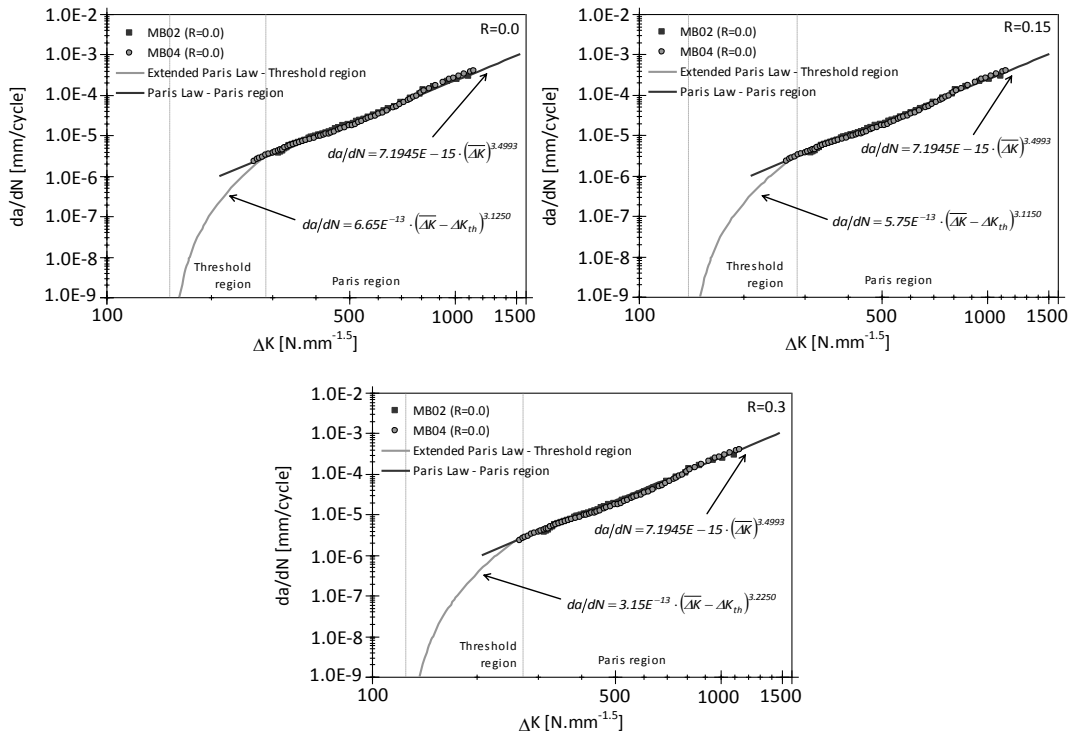 R=0.0
MB02 (R=0.0)
MB04 (R=0.0)
Extended Paris Law - Threshold region
Paris Law - Paris region
da/dN = 7.1945E − 15 · (ΔK)^3.4993
da/dN = 6.65E^−13 · (ΔK − ΔK_th)^3.1250
Threshold region
Paris region
1.0E-2
1.0E-3
1.0E-4
1.0E-5
1.0E-6
1.0E-7
1.0E-8
1.0E-9
da/dN [mm/cycle]
100 500 1000 1500
ΔK [N.mm^-1.5]
R=0.15
MB02 (R=0.0)
MB04 (R=0.0)
Extended Paris Law - Threshold region
Paris Law - Paris region
da/dN = 7.1945E − 15 · (ΔK)^3.4993
da/dN = 5.75E^−13 · (ΔK − ΔK_th)^3.1150
Threshold region
Paris region
1.0E-2
1.0E-3
1.0E-4
1.0E-5
1.0E-6
1.0E-7
1.0E-8
1.0E-9
da/dN [mm/cycle]
100 500 1000 1500
ΔK [N.mm^-1.5]
R=0.3
MB02 (R=0.0)
MB04 (R=0.0)
Extended Paris Law - Threshold region
Paris Law - Paris region
da/dN = 7.1945E − 15 · (ΔK)^3.4993
da/dN = 3.15E^−13 · (ΔK − ΔK_th)^3.2250
Threshold region
Paris region
1.0E-2
1.0E-3
1.0E-4
1.0E-5
1.0E-6
1.0E-7
1.0E-8
1.0E-9
da/dN [mm/cycle]
100 500 1000 1500
ΔK [N.mm^-1.5]